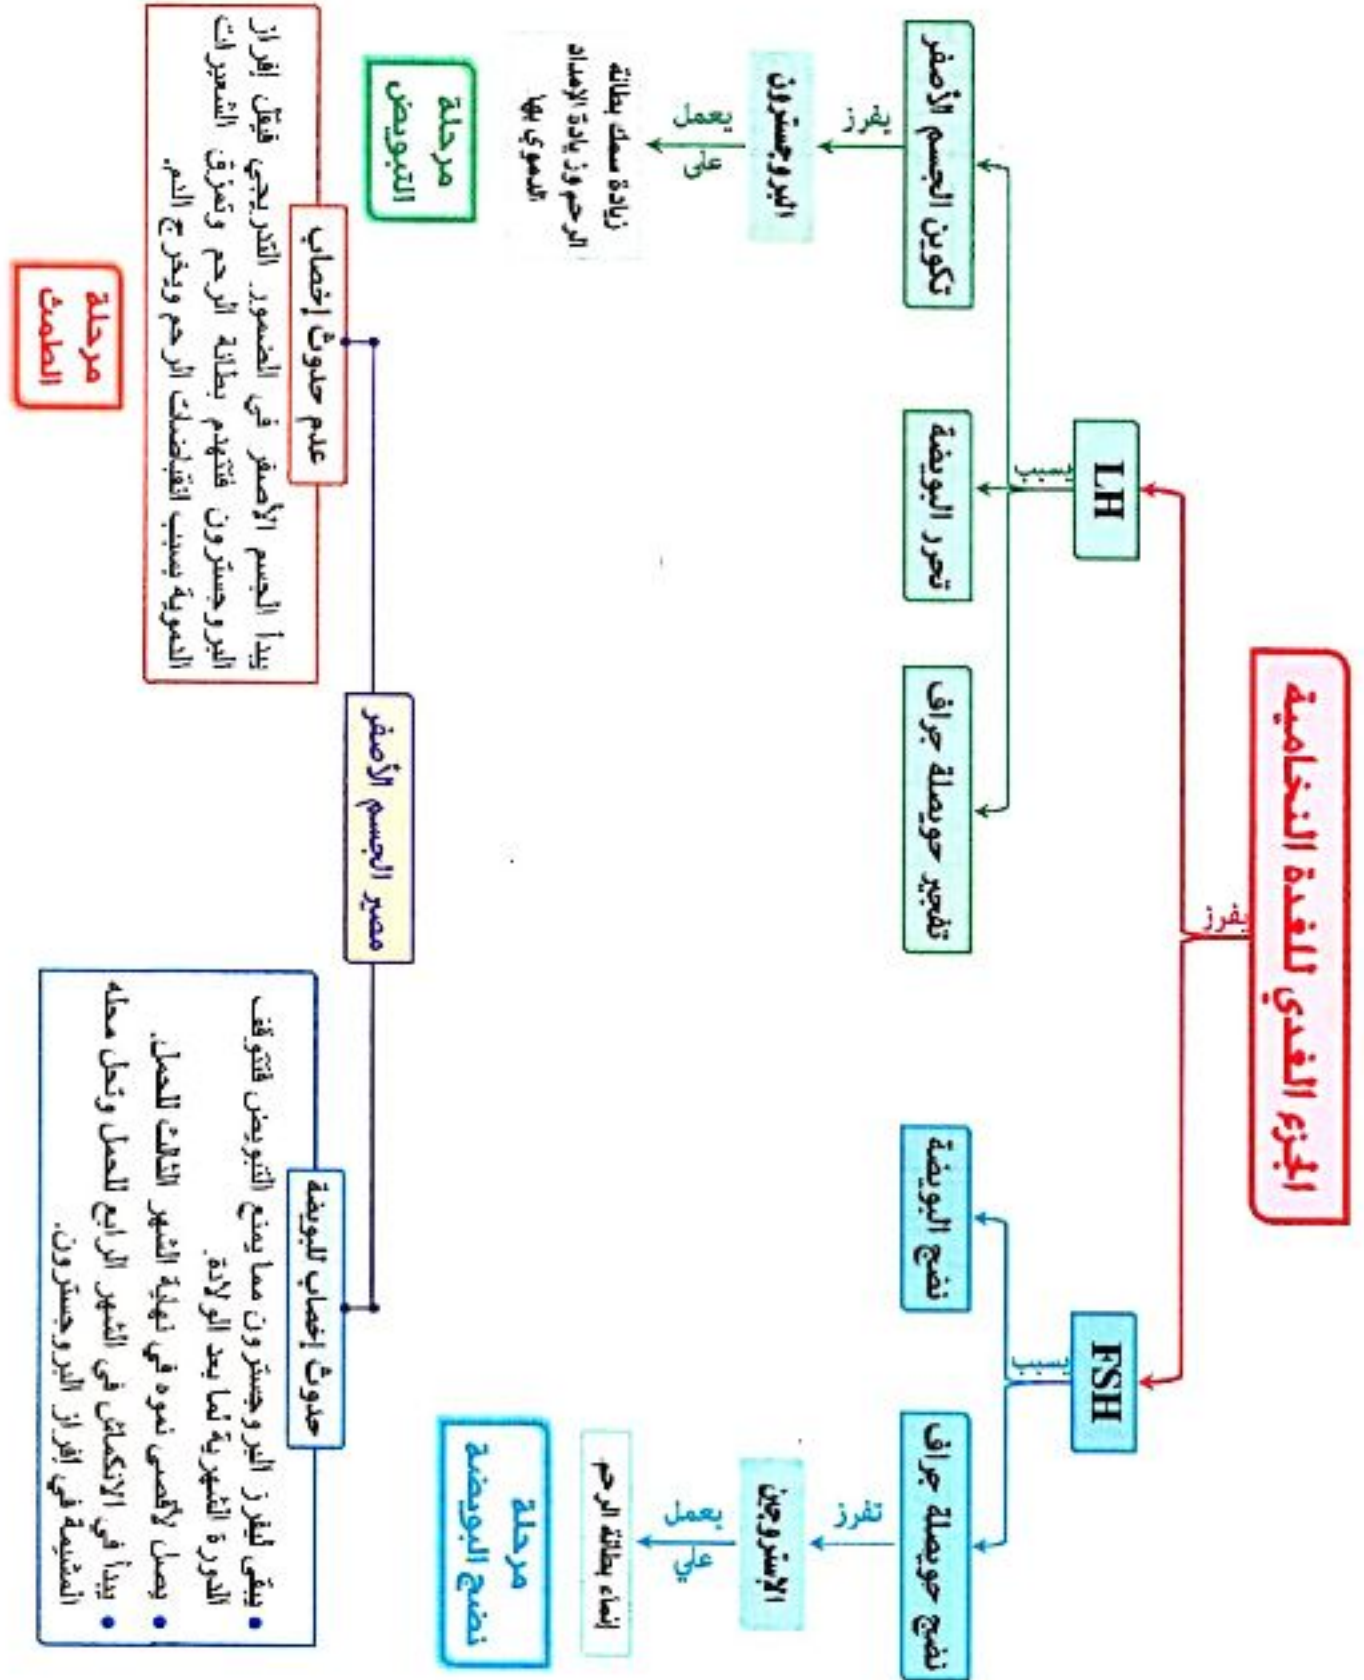 الجزء الغدي للغدة النخامية
يفرز
FSH
يسبب
نضج حويصلة جراف
نضج البويضة
تفرز
الإستروجين
يعمل
علي
إنماء بطانة الرحم
مرحلة
نضج البويضة
LH
يسبب
تفجير حويصلة جراف
تحرر البويضة
تكوين الجسم الأصفر
يفرز
البروجسترون
يعمل
على
زيادة سمك بطانة
الرحم وزيادة الإمداد
الدموي بها
مرحلة
التبويض
مصير الجسم الأصفر
حدوث إخصاب للبويضة
• يبقى ليفرز البروجسترون مما يمنع التبويض فتتوقف
الدورة الشهرية لما بعد الولادة.
• يصل لأقصى نموه في نهاية الشهر الثالث للحمل.
• يبدأ في الانكماش في الشهر الرابع للحمل وتحل محله
المشيمة في إفراز البروجسترون.
عدم حدوث إخصاب
يبدأ الجسم الأصفر في الضمور التدريجي فيقل إفراز
البروجسترون فتتهدم بطانة الرحم وتتمزق الشعيرات
الدموية بسبب انقباضات الرحم ويخرج الدم.
مرحلة
الطمث